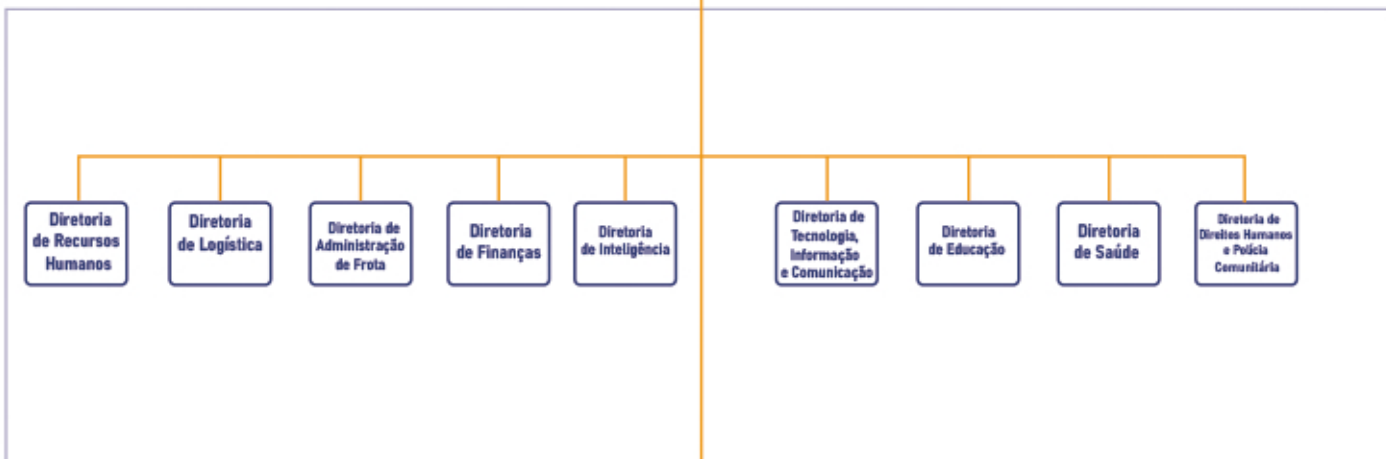 Diretoria
de Recursos
Humanos
Diretoria
de Logística
Diretoria de
Administração
de Frota
Diretoria
de Finanças
Diretoria
de Inteligência
Diretoria de
Tecnologia,
Informação
e Comunicação
Diretoria
de Educação
Diretoria
de Saúde
Diretoria de
Direitos Humanos
e Polícia
Comunitária